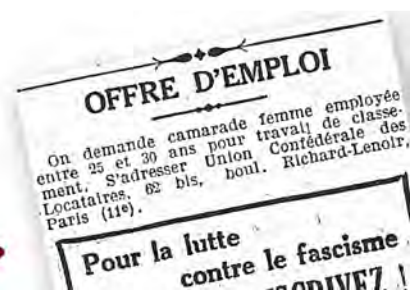 OFFRE D'EMPLOI
On demande camarade femme employée
entre 25 et 30 ans pour travail de classe-
ment. S'adresser Union Confédérale des
Locataires, 62 bis, boul. Richard-Lenoir,
Paris (11e).
Pour la lutte
contre le fascisme